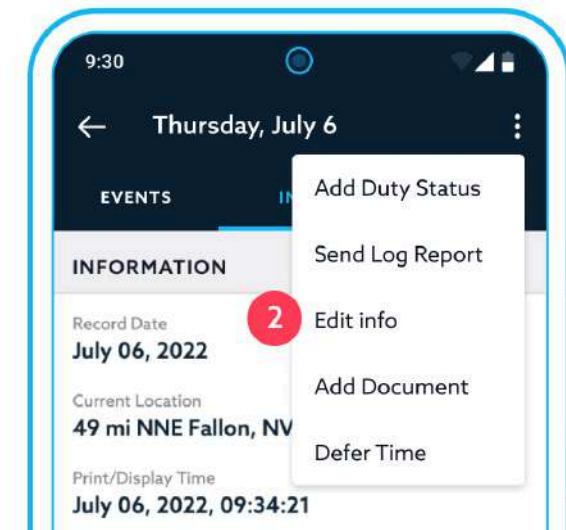 9:30
Thursday, July 6
EVENTS
IN
Add Duty Status
Send Log Report
2 Edit info
Add Document
Defer Time
INFORMATION
Record Date
July 06, 2022
Current Location
49 mi NNE Fallon, NV
Print/Display Time
July 06, 2022, 09:34:21